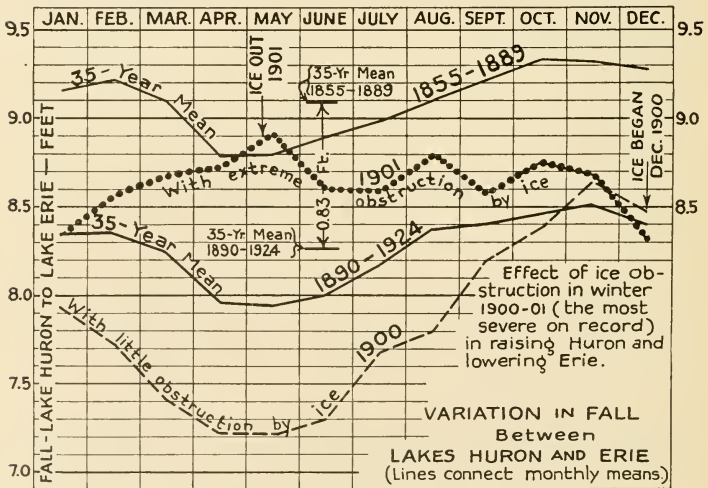 JAN. FEB. MAR. APR. MAY JUNE JULY AUG. SEPT. OCT. NOV. DEC.
9.5
9.0
8.5
8.0
7.5
7.0
FALL-LAKE HURON TO LAKE ERIE — FEET
9.5
9.0
8.5
35-Year Mean
1855-1889
ICE OUT
1901
35-Yr Mean
1855-1889
0.83 Ft.
35-Yr Mean
1890-1924
With extreme obstruction by ice
1901
ICE BEGAN
DEC. 1900
35-Year Mean
1890-1924
With little obstruction by ice
1900
Effect of ice ob-
struction in winter
1900-01 (the most
severe on record)
in raising Huron and
lowering Erie.
VARIATION IN FALL
Between
LAKES HURON AND ERIE
(Lines connect monthly means)